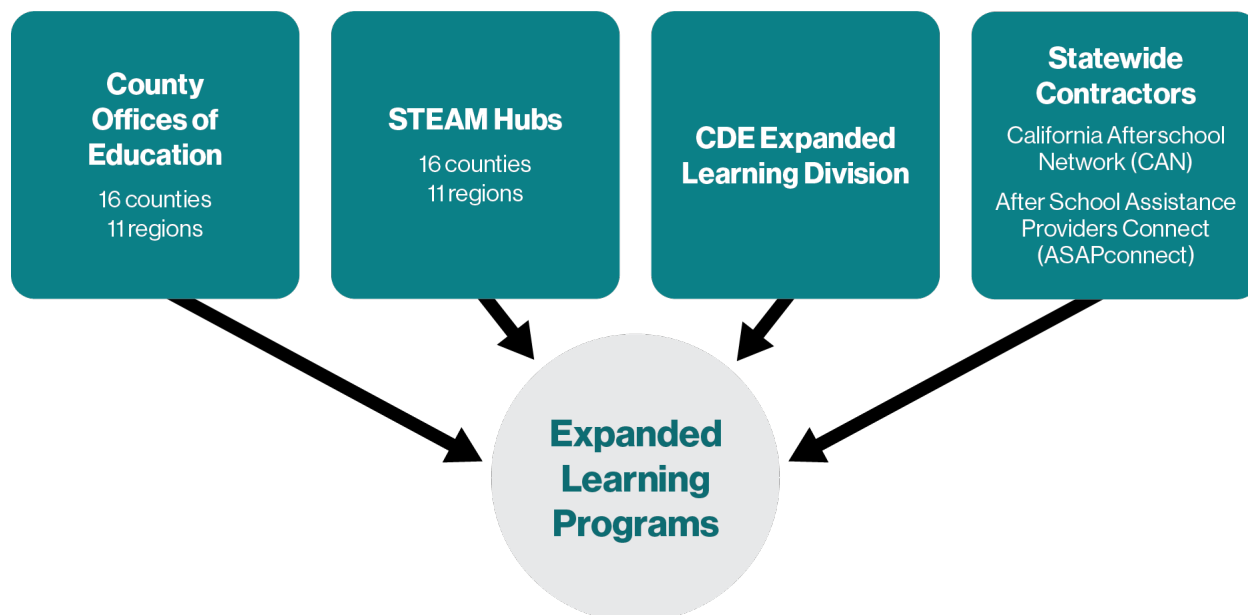 County
Offices of
Education
16 counties
11 regions
STEAM Hubs
16 counties
11 regions
CDE Expanded
Learning Division
Statewide
Contractors
California Afterschool
Network (CAN)
After School Assistance
Providers Connect
(ASAPconnect)
Expanded
Learning
Programs